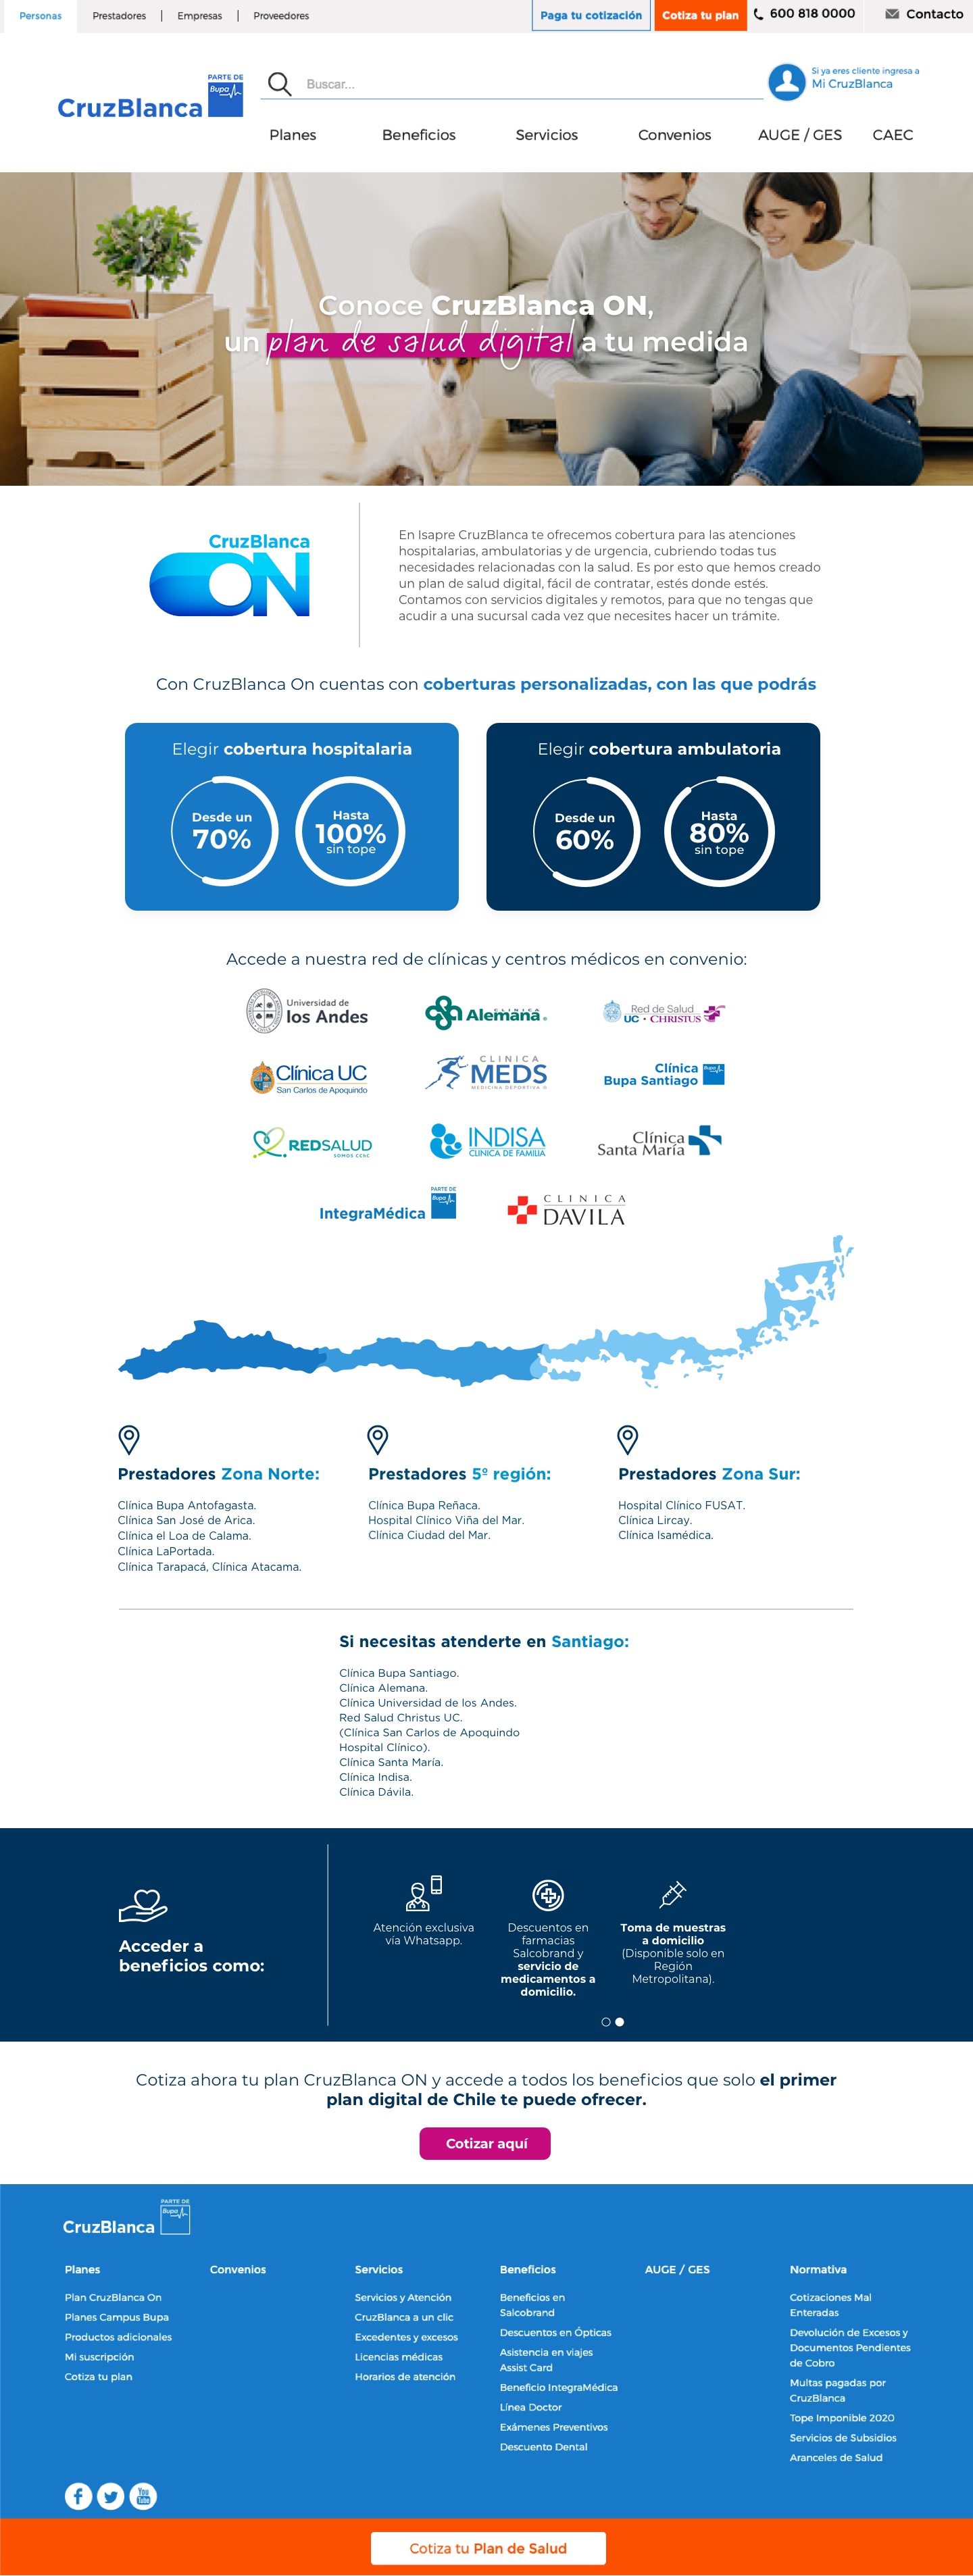 Personas
Prestadores
Empresas
Proveedores
Paga tu cotización
Cotiza tu plan
600 818 0000
Contacto
CruzBlanca
PARTE DE
Bupa
Buscar...
Si ya eres cliente ingresa a
Mi CruzBlanca
Planes
Beneficios
Servicios
Convenios
AUGE / GES
CAEC
Conoce CruzBlanca ON,
un plan de salud digital a tu medida
CruzBlanca
ON
En Isapre CruzBlanca te ofrecemos cobertura para las atenciones
hospitalarias, ambulatorias y de urgencia, cubriendo todas tus
necesidades relacionadas con la salud. Es por esto que hemos creado
un plan de salud digital, fácil de contratar, estés donde estés.
Contamos con servicios digitales y remotos, para que no tengas que
acudir a una sucursal cada vez que necesites hacer un trámite.
Con CruzBlanca On cuentas con coberturas personalizadas, con las que podrás
Elegir cobertura hospitalaria
Desde un
70%
Hasta
100%
sin tope
Elegir cobertura ambulatoria
Desde un
60%
Hasta
80%
sin tope
Accede a nuestra red de clínicas y centros médicos en convenio:
Universidad de
los Andes
CLINICA
Alemana
Red de Salud
UC · CHRISTUS
Clínica UC
San Carlos de Apoquindo
CLINICA
MEDS
MEDICINA DEPORTIVA
Clínica
Bupa Santiago
Bupa
REDSALUD
SOMOS CChC
INDISA
CLINICA DE FAMILIA
Clínica
Santa María
IntegraMédica
PARTE DE
Bupa
CLINICA
DAVILA
Prestadores Zona Norte:
Clínica Bupa Antofagasta.
Clínica San José de Arica.
Clínica el Loa de Calama.
Clínica LaPortada.
Clínica Tarapacá, Clínica Atacama.
Prestadores 5º región:
Clínica Bupa Reñaca.
Hospital Clínico Viña del Mar.
Clínica Ciudad del Mar.
Prestadores Zona Sur:
Hospital Clínico FUSAT.
Clínica Lircay.
Clínica Isamédica.
Si necesitas atenderte en Santiago:
Clínica Bupa Santiago.
Clínica Alemana.
Clínica Universidad de los Andes.
Red Salud Christus UC.
(Clínica San Carlos de Apoquindo
Hospital Clínico).
Clínica Santa María.
Clínica Indisa.
Clínica Dávila.
Acceder a
beneficios como:
Atención exclusiva
vía Whatsapp.
Descuentos en
farmacias
Salcobrand y
servicio de
medicamentos a
domicilio.
Toma de muestras
a domicilio
(Disponible solo en
Región
Metropolitana).
Cotiza ahora tu plan CruzBlanca ON y accede a todos los beneficios que solo el primer
plan digital de Chile te puede ofrecer.
Cotizar aquí
CruzBlanca
PARTE DE
Bupa
Planes
Plan CruzBlanca On
Planes Campus Bupa
Productos adicionales
Mi suscripción
Cotiza tu plan
Convenios
Servicios
Servicios y Atención
CruzBlanca a un clic
Excedentes y excesos
Licencias médicas
Horarios de atención
Beneficios
Beneficios en
Salcobrand
Descuentos en Ópticas
Asistencia en viajes
Assist Card
Beneficio IntegraMédica
Línea Doctor
Exámenes Preventivos
Descuento Dental
AUGE / GES
Normativa
Cotizaciones Mal
Enteradas
Devolución de Excesos y
Documentos Pendientes
de Cobro
Multas pagadas por
CruzBlanca
Tope Imponible 2020
Servicios de Subsidios
Aranceles de Salud
You
Tube
Cotiza tu Plan de Salud